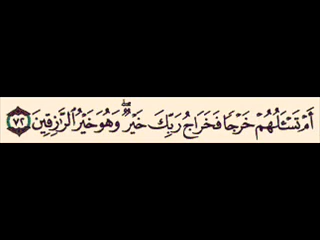 أَمْ تَسْـَٔلُهُمْ خَرْجًا فَخَرَاجُ رَبِّكَ خَيْرٌ ۖ وَهُوَ خَيْرُ ٱلرَّٰزِقِينَ ٧٢